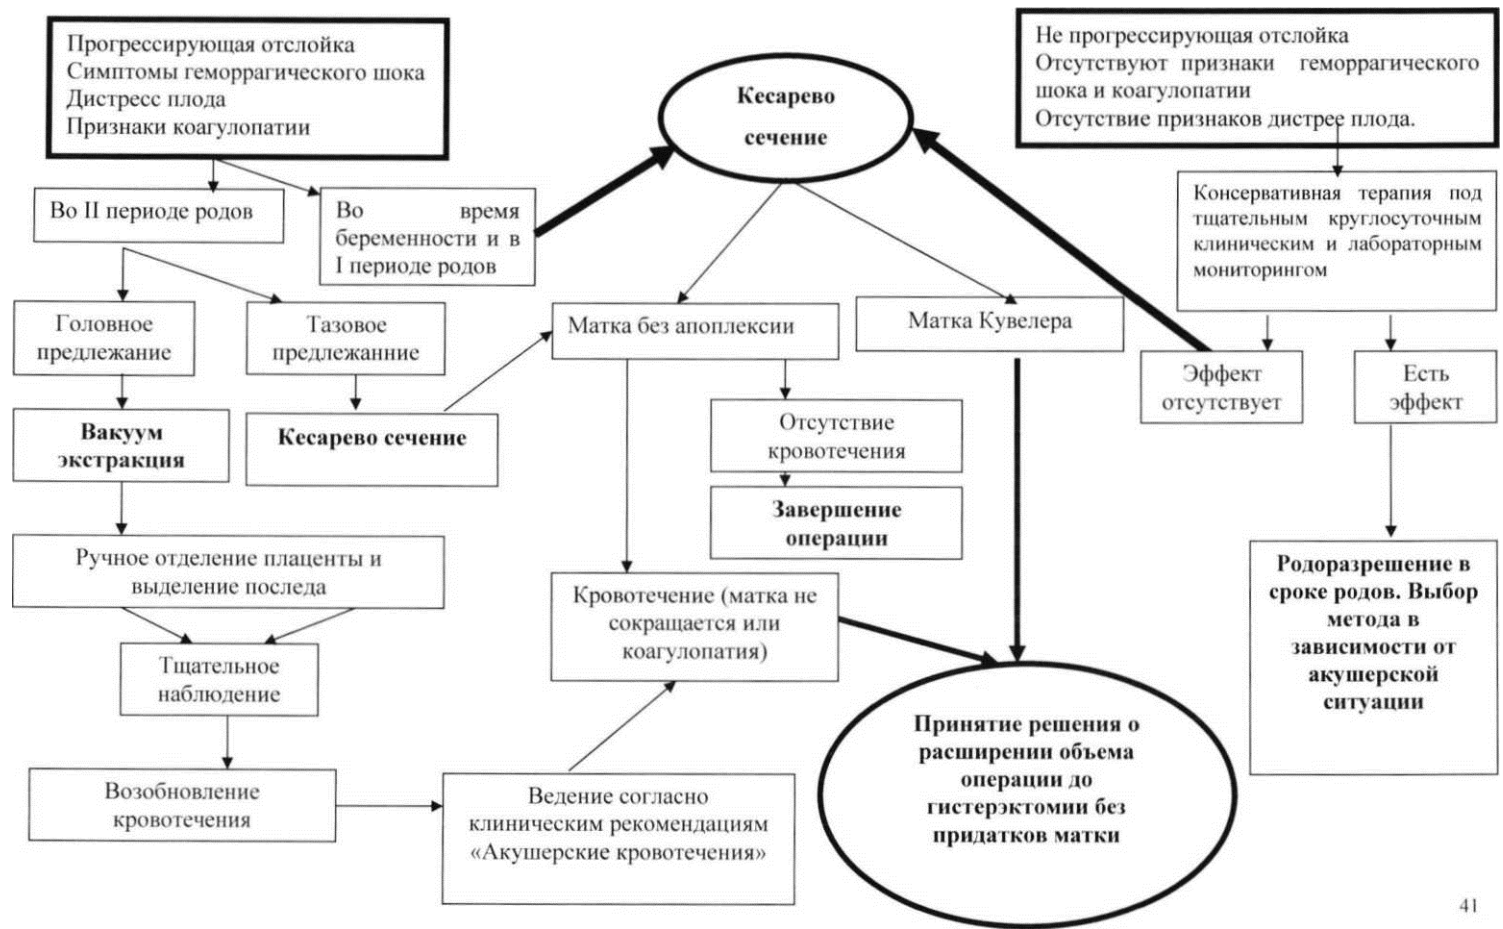 Прогрессирующая отслойка
Симптомы геморрагического шока
Дистресс плода
Признаки коагулопатии
Кесарево
сечение
Не прогрессирующая отслойка
Отсутствуют признаки геморрагического
шока и коагулопатии
Отсутствие признаков дистрее плода.
Во II периоде родов
Во время
беременности и в
I периоде родов
Консервативная терапия под
тщательным круглосуточным
клиническим и лабораторным
мониторингом
Головное
предлежание
Тазовое
предлежанние
Матка без апоплексии
Матка Кувелера
Эффект
отсутствует
Есть
эффект
Вакуум
экстракция
Кесарево сечение
Отсутствие
кровотечения
Завершение
операции
Ручное отделение плаценты и
выделение последа
Кровотечение (матка не
сокращается или
коагулопатия)
Родоразрешение в
сроке родов. Выбор
метода в
зависимости от
акушерской
ситуации
Тщательное
наблюдение
Принятие решения о
расширении объема
операции до
гистерэктомии без
придатков матки
Возобновление
кровотечения
Ведение согласно
клиническим рекомендациям
«Акушерские кровотечения»
41